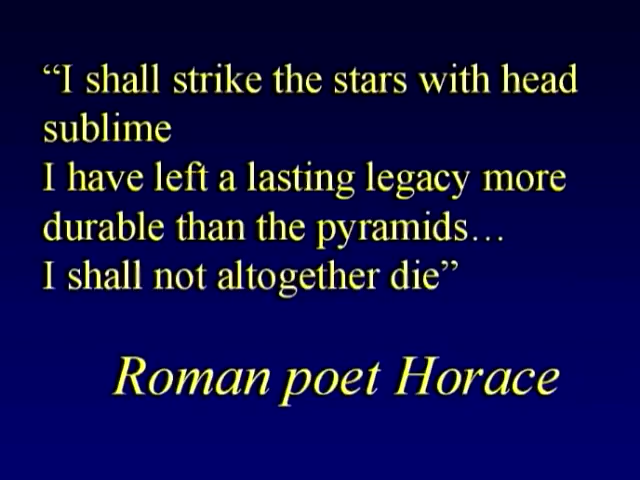 “I shall strike the stars with head
sublime
I have left a lasting legacy more
durable than the pyramids…
I shall not altogether die”
Roman poet Horace